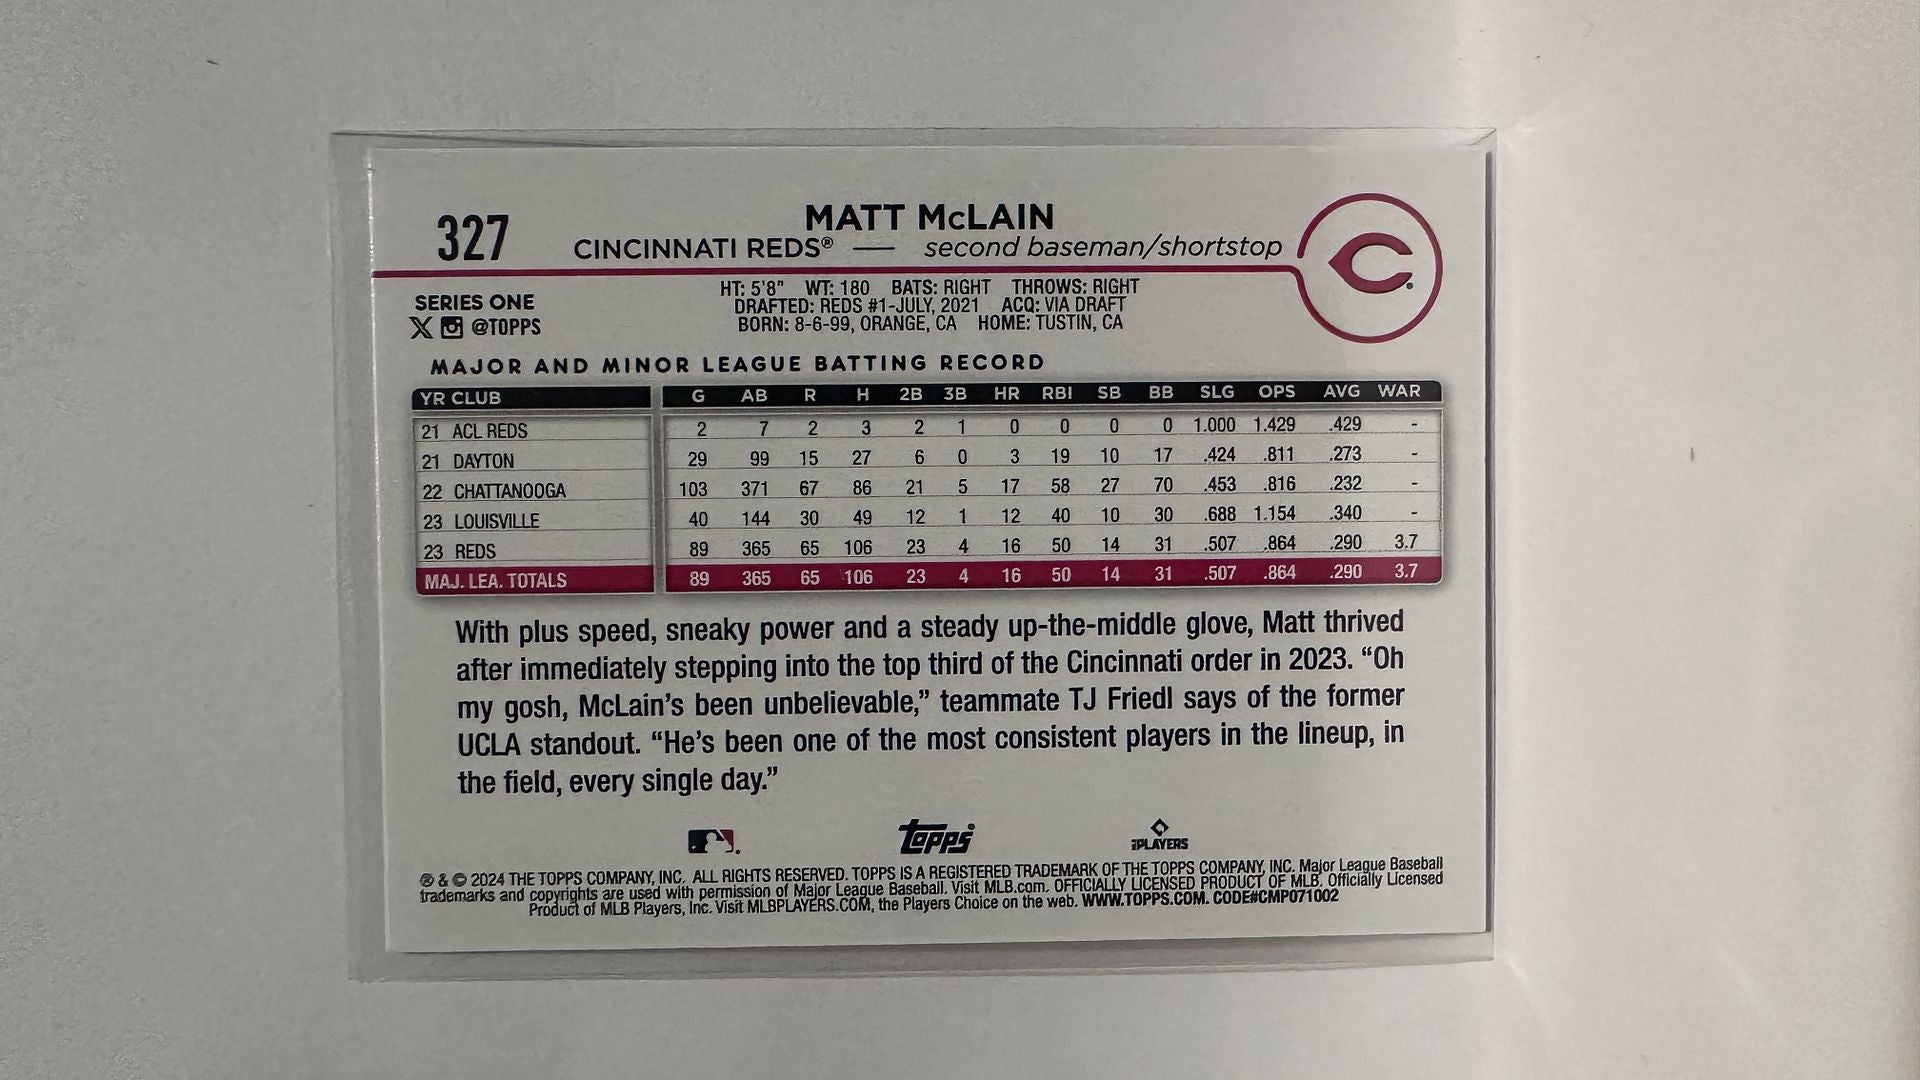 327
MATT McLAIN
CINCINNATI REDS® — second baseman/shortstop
C
SERIES ONE
X @TOPPS
HT: 5'8" WT: 180 BATS: RIGHT THROWS: RIGHT
DRAFTED: REDS #1-JULY, 2021 ACQ: VIA DRAFT
BORN: 8-6-99, ORANGE, CA HOME: TUSTIN, CA
MAJOR AND MINOR LEAGUE BATTING RECORD
YR CLUB G AB R H 2B 3B HR RBI SB BB SLG OPS AVG WAR
21 ACL REDS 2 7 2 3 2 1 0 0 0 0 1.000 1.429 .429 -
21 DAYTON 29 99 15 27 6 0 3 19 10 17 .424 .811 .273 -
22 CHATTANOOGA 103 371 67 86 21 5 17 58 27 70 .453 .816 .232 -
23 LOUISVILLE 40 144 30 49 12 1 12 40 10 30 .688 1.154 .340 -
23 REDS 89 365 65 106 23 4 16 50 14 31 .507 .864 .290 3.7
MAJ. LEA. TOTALS 89 365 65 106 23 4 16 50 14 31 .507 .864 .290 3.7
With plus speed, sneaky power and a steady up-the-middle glove, Matt thrived
after immediately stepping into the top third of the Cincinnati order in 2023. “Oh
my gosh, McLain’s been unbelievable,” teammate TJ Friedl says of the former
UCLA standout. “He’s been one of the most consistent players in the lineup, in
the field, every single day.”
topps
PLAYERS
® & © 2024 THE TOPPS COMPANY, INC. ALL RIGHTS RESERVED. TOPPS IS A REGISTERED TRADEMARK OF THE TOPPS COMPANY, INC. Major League Baseball
trademarks and copyrights are used with permission of Major League Baseball. Visit MLB.com. OFFICIALLY LICENSED PRODUCT OF MLB. Officially Licensed
Product of MLB Players, Inc. Visit MLBPLAYERS.COM, the Players Choice on the web. WWW.TOPPS.COM. CODE#CMP071002